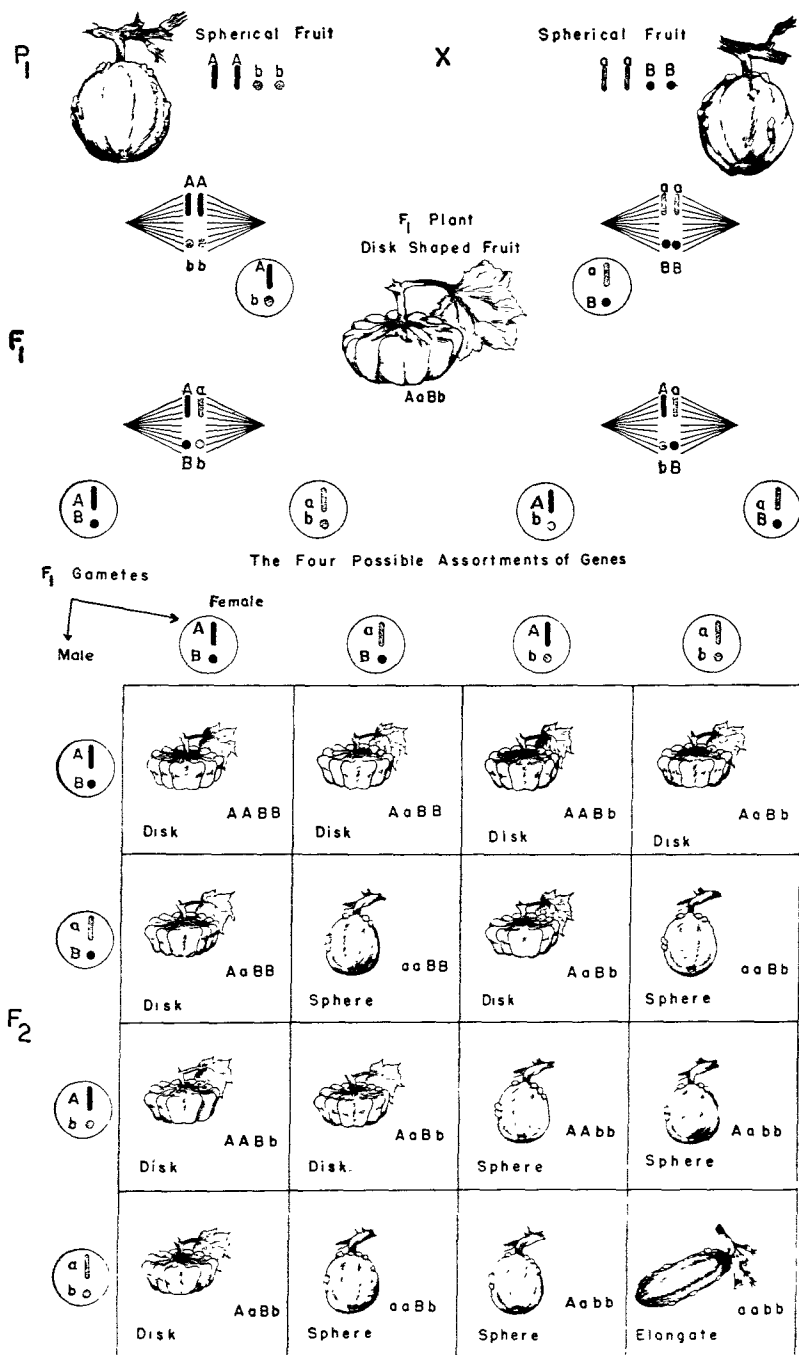 P1
Spherical Fruit
X
Spherical Fruit
A A b b
a a B B
AA
bb
A
b
a a
BB
a
B
F1 Plant
Disk Shaped Fruit
AaBb
F1
A a
B b
A a
b B
A
B
a
b
A
b
a
B
The Four Possible Assortments of Genes
F1 Gametes
Female
Male
A
B
a
B
A
b
a
b
A
B
AABB
Disk
AaBB
Disk
AABb
Disk
AaBb
Disk
a
B
AaBB
Disk
aaBB
Sphere
AaBb
Disk
aaBb
Sphere
F2
A
b
AABb
Disk
AaBb
Disk.
AAbb
Sphere
Aabb
Sphere
a
b
AaBb
Disk
aaBb
Sphere
Aabb
Sphere
aabb
Elongate